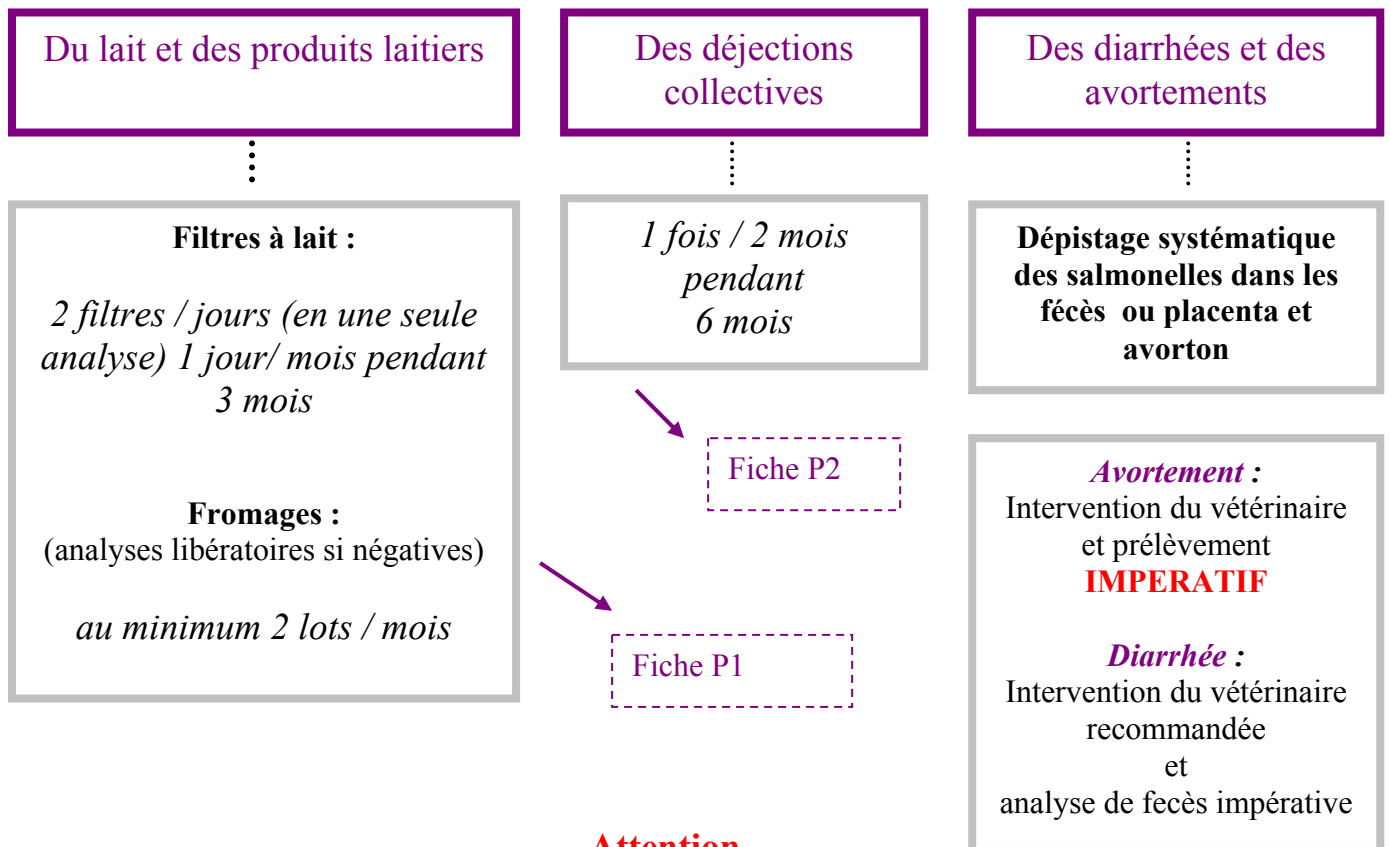 Du lait et des produits laitiers
Filtres à lait :
2 filtres / jours (en une seule
analyse) 1 jour/ mois pendant
3 mois
Fromages :
(analyses libératoires si négatives)
au minimum 2 lots / mois
Fiche P1
Des déjections
collectives
1 fois / 2 mois
pendant
6 mois
Fiche P2
Des diarrhées et des
avortements
Dépistage systématique
des salmonelles dans les
fécès ou placenta et
avorton
Avortement :
Intervention du vétérinaire
et prélèvement
IMPERATIF
Diarrhée :
Intervention du vétérinaire
recommandée
et
analyse de fecès impérative
Attention